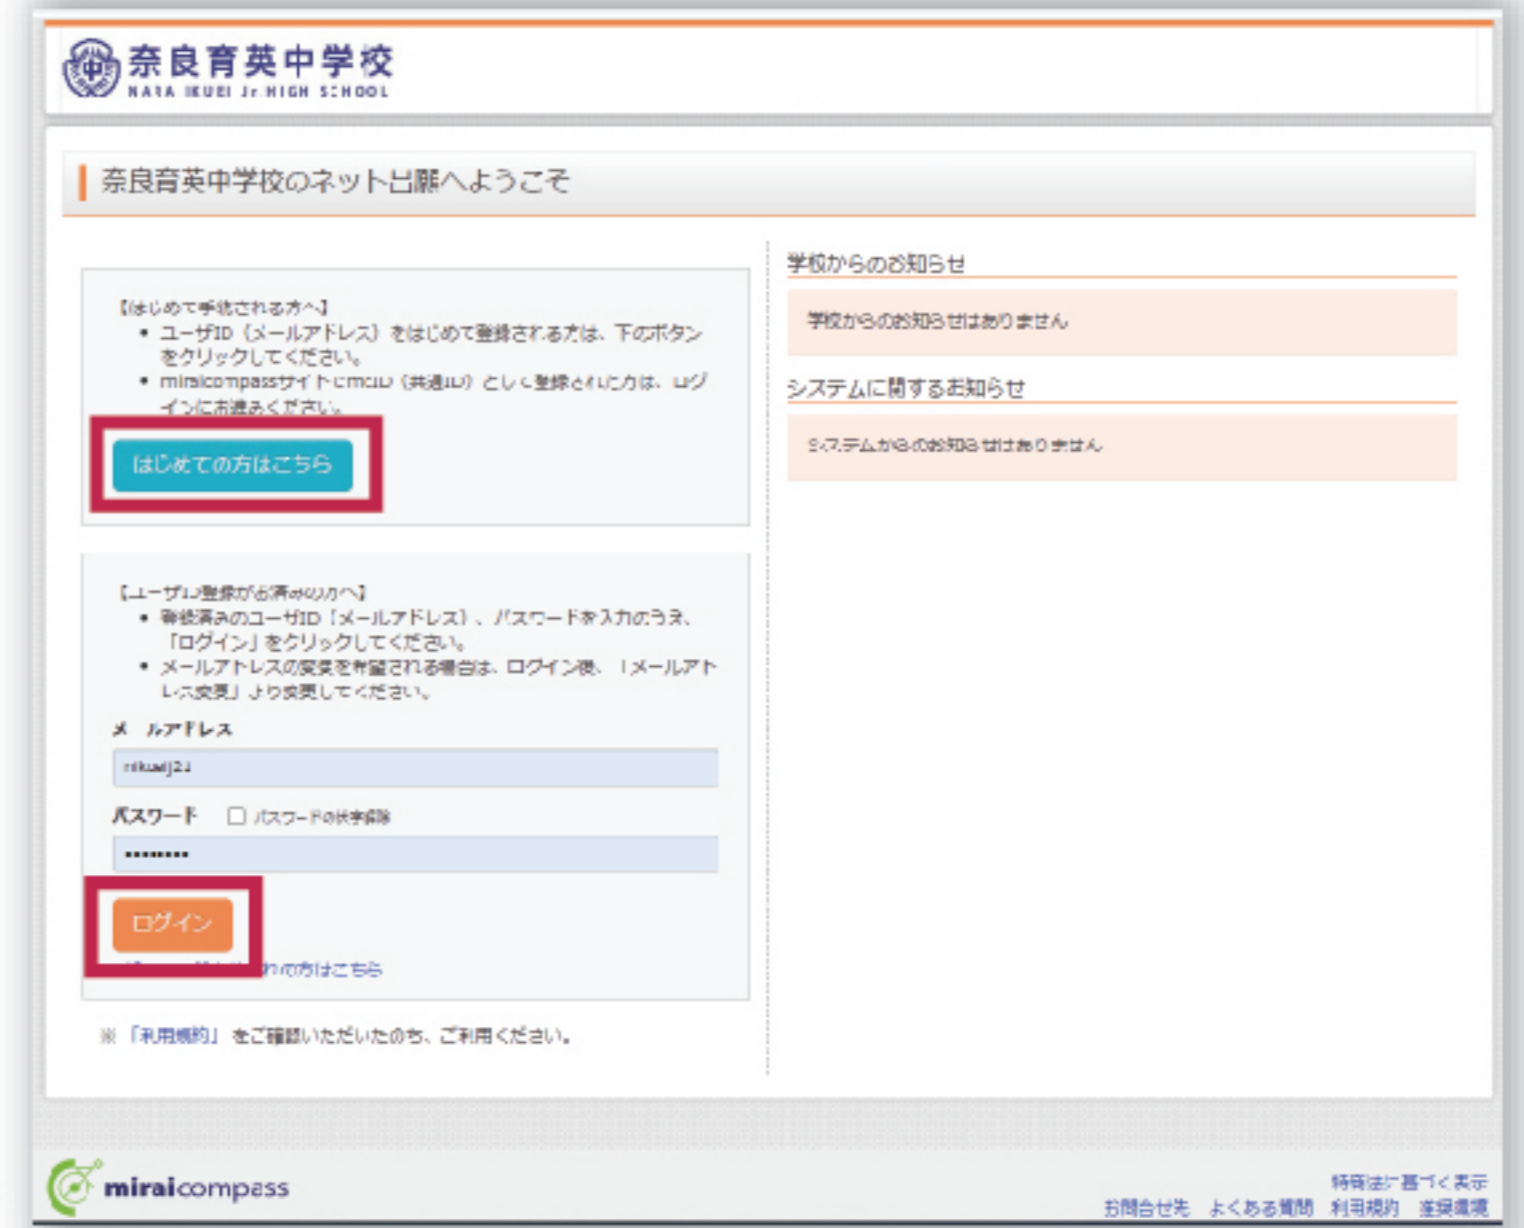 奈良育英中学校
NARA IKUEI Jr.HIGH SCHOOL
奈良育英中学校のネット出願へようこそ
【はじめて手続される方へ】
• ユーザID（メールアドレス）をはじめて登録される方は、下のボタン
をクリックしてください。
• miraicompassサイトでmcID（共通ID）として登録された方は、ログ
インにお進みください。
はじめての方はこちら
【ユーザID登録がお済みの方へ】
• 登録済みのユーザID（メールアドレス）、パスワードを入力のうえ、
「ログイン」をクリックしてください。
• メールアドレスの変更を希望される場合は、ログイン後、「メールアド
レス変更」より変更してください。
メールアドレス
nikueij21
パスワード パスワードの伏字解除
••••••••
ログイン
れの方はこちら
※「利用規約」をご確認いただいたのち、ご利用ください。
学校からのお知らせ
学校からのお知らせはありません
システムに関するお知らせ
システムからのお知らせはありません
miraicompass
特商法に基づく表示
お問合せ先 よくある質問 利用規約 推奨環境